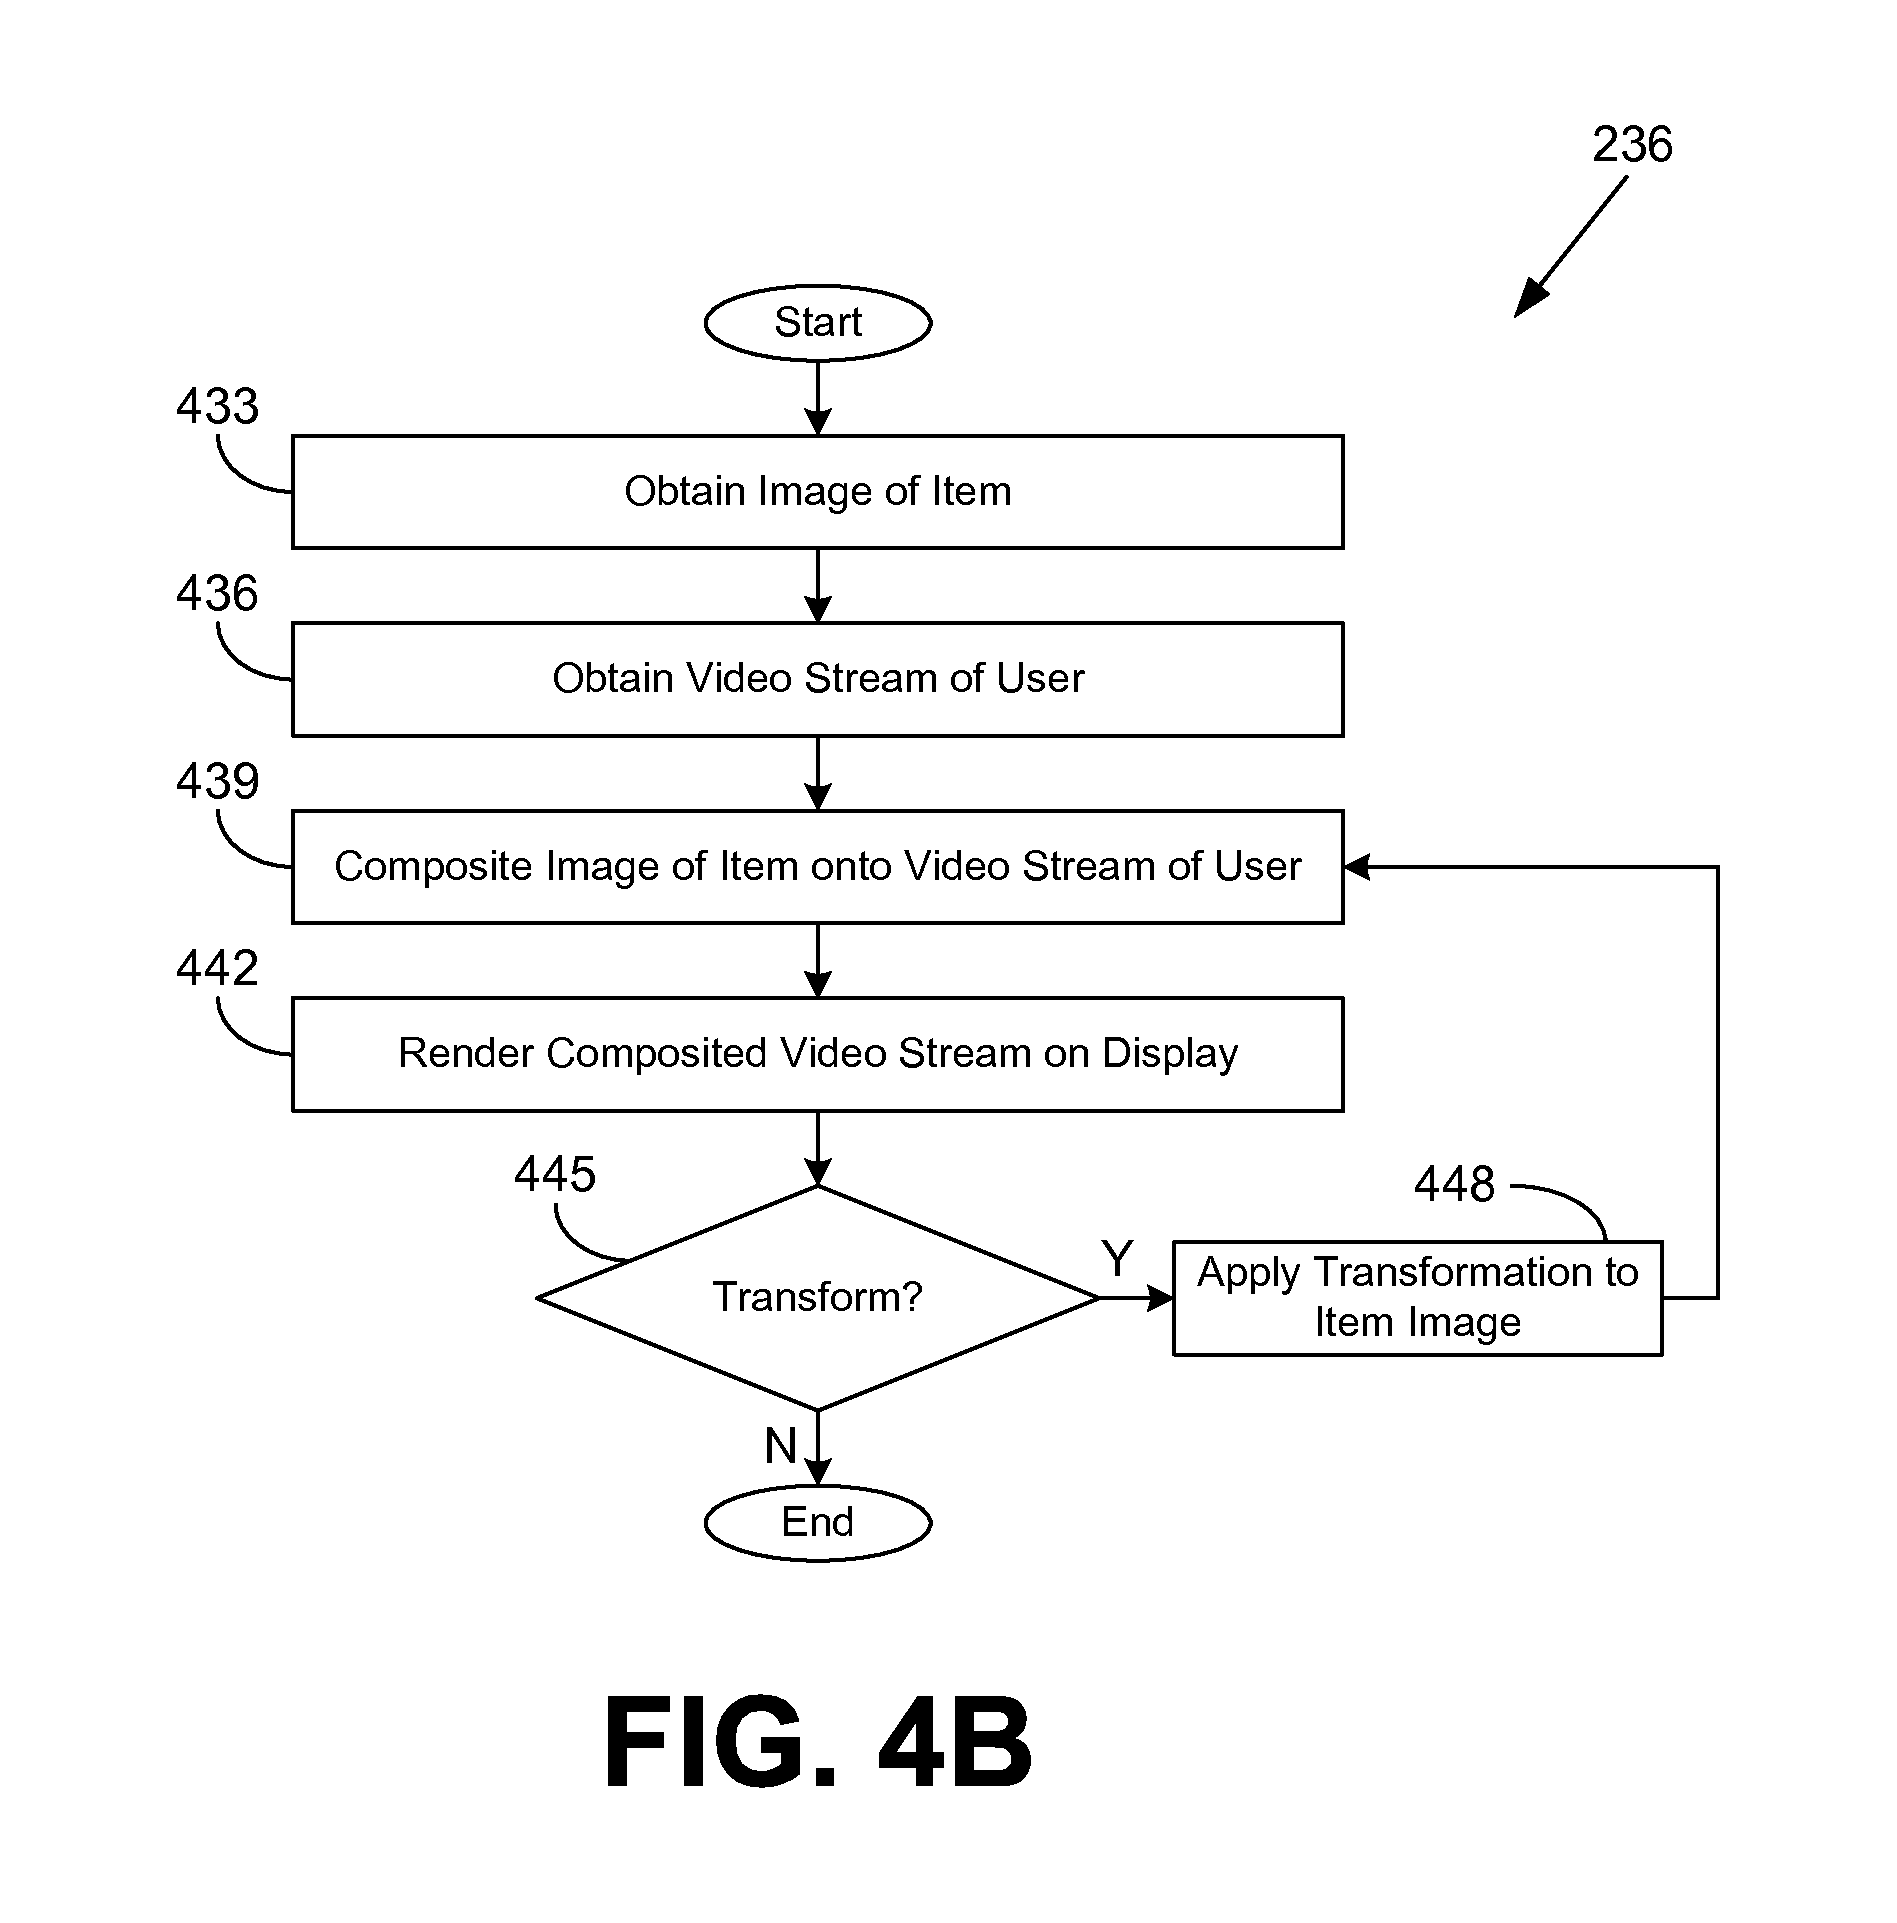 236
Start
433
Obtain Image of Item
436
Obtain Video Stream of User
439
Composite Image of Item onto Video Stream of User
442
Render Composited Video Stream on Display
445
Transform?
Y
448
Apply Transformation to
Item Image
N
End
FIG. 4B